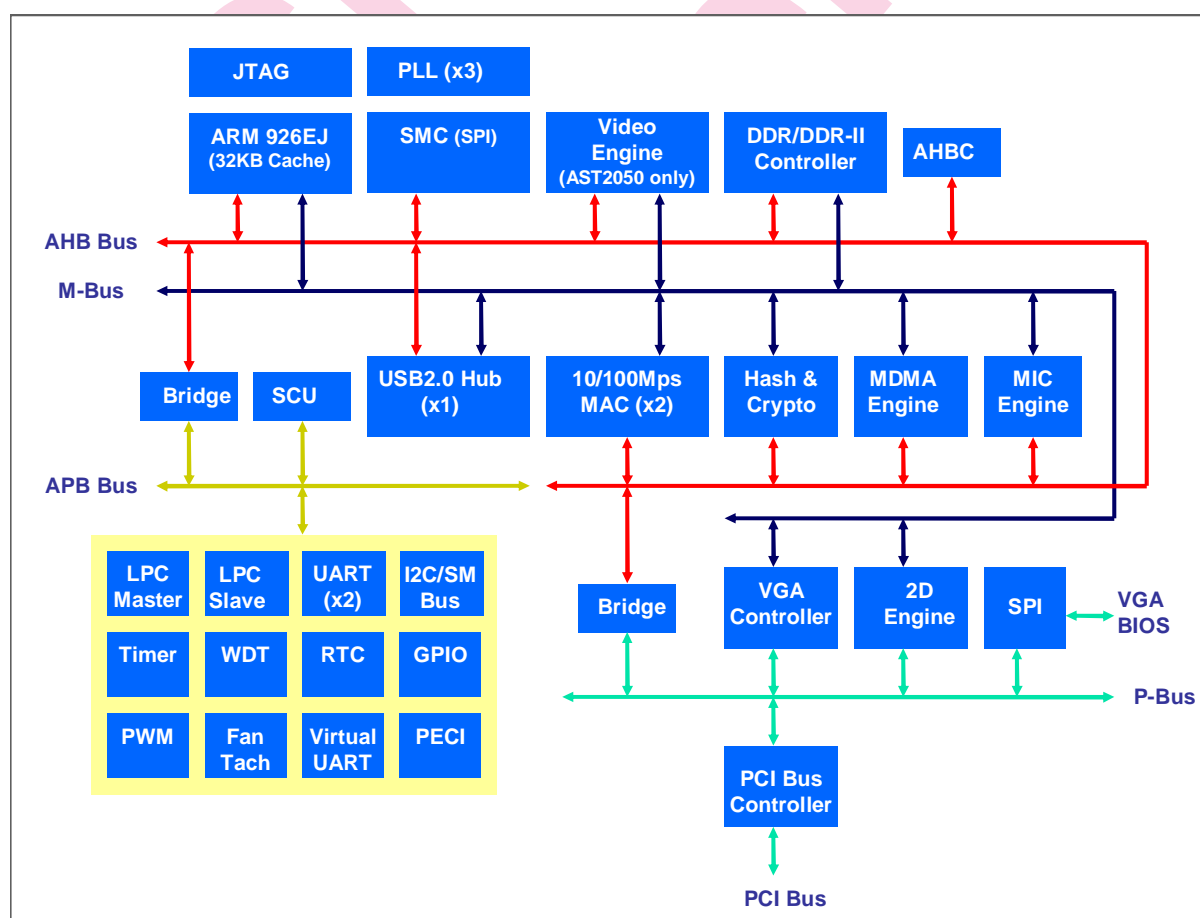 JTAG
PLL (x3)
ARM 926EJ
(32KB Cache)
SMC (SPI)
Video
Engine
(AST2050 only)
DDR/DDR-II
Controller
AHBC
AHB Bus
M-Bus
Bridge
SCU
USB2.0 Hub
(x1)
10/100Mps
MAC (x2)
Hash &
Crypto
MDMA
Engine
MIC
Engine
APB Bus
LPC
Master
LPC
Slave
UART
(x2)
I2C/SM
Bus
Timer
WDT
RTC
GPIO
PWM
Fan
Tach
Virtual
UART
PECI
Bridge
VGA
Controller
2D
Engine
SPI
VGA
BIOS
P-Bus
PCI Bus
Controller
PCI Bus